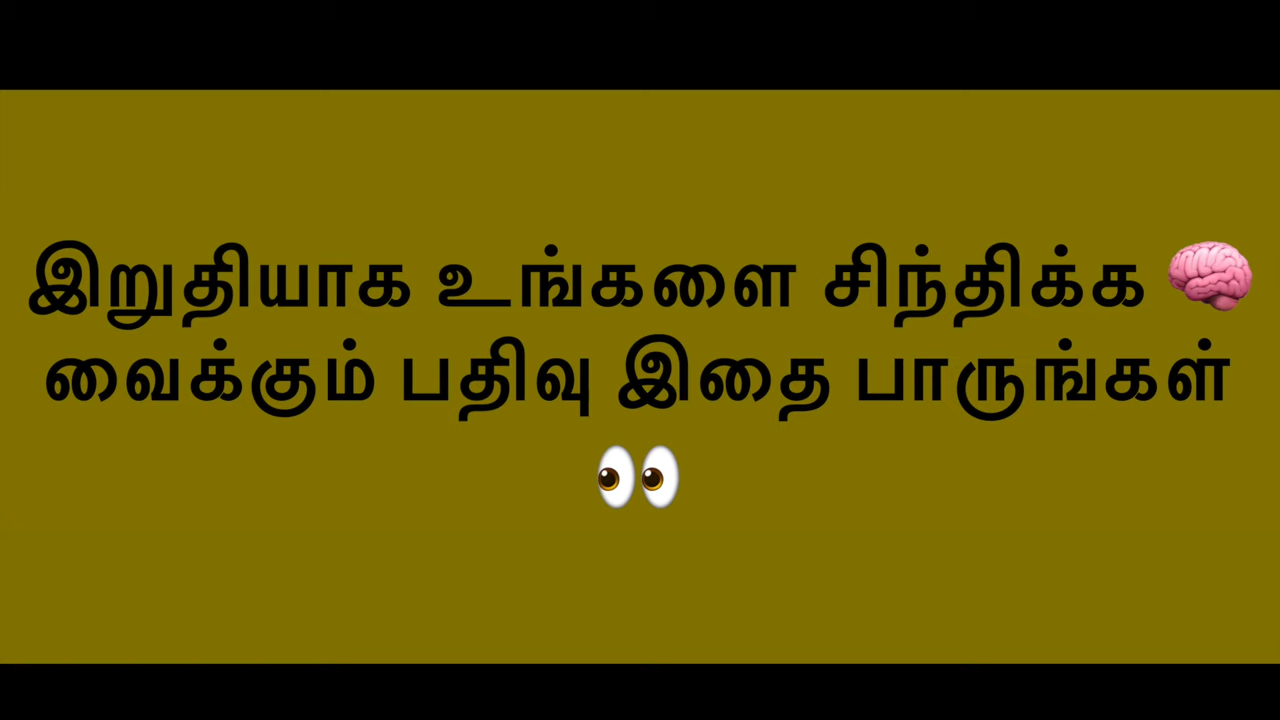 இறுதியாக உங்களை சிந்திக்க 🧠
வைக்கும் பதிவு இதை பாருங்கள்
👀